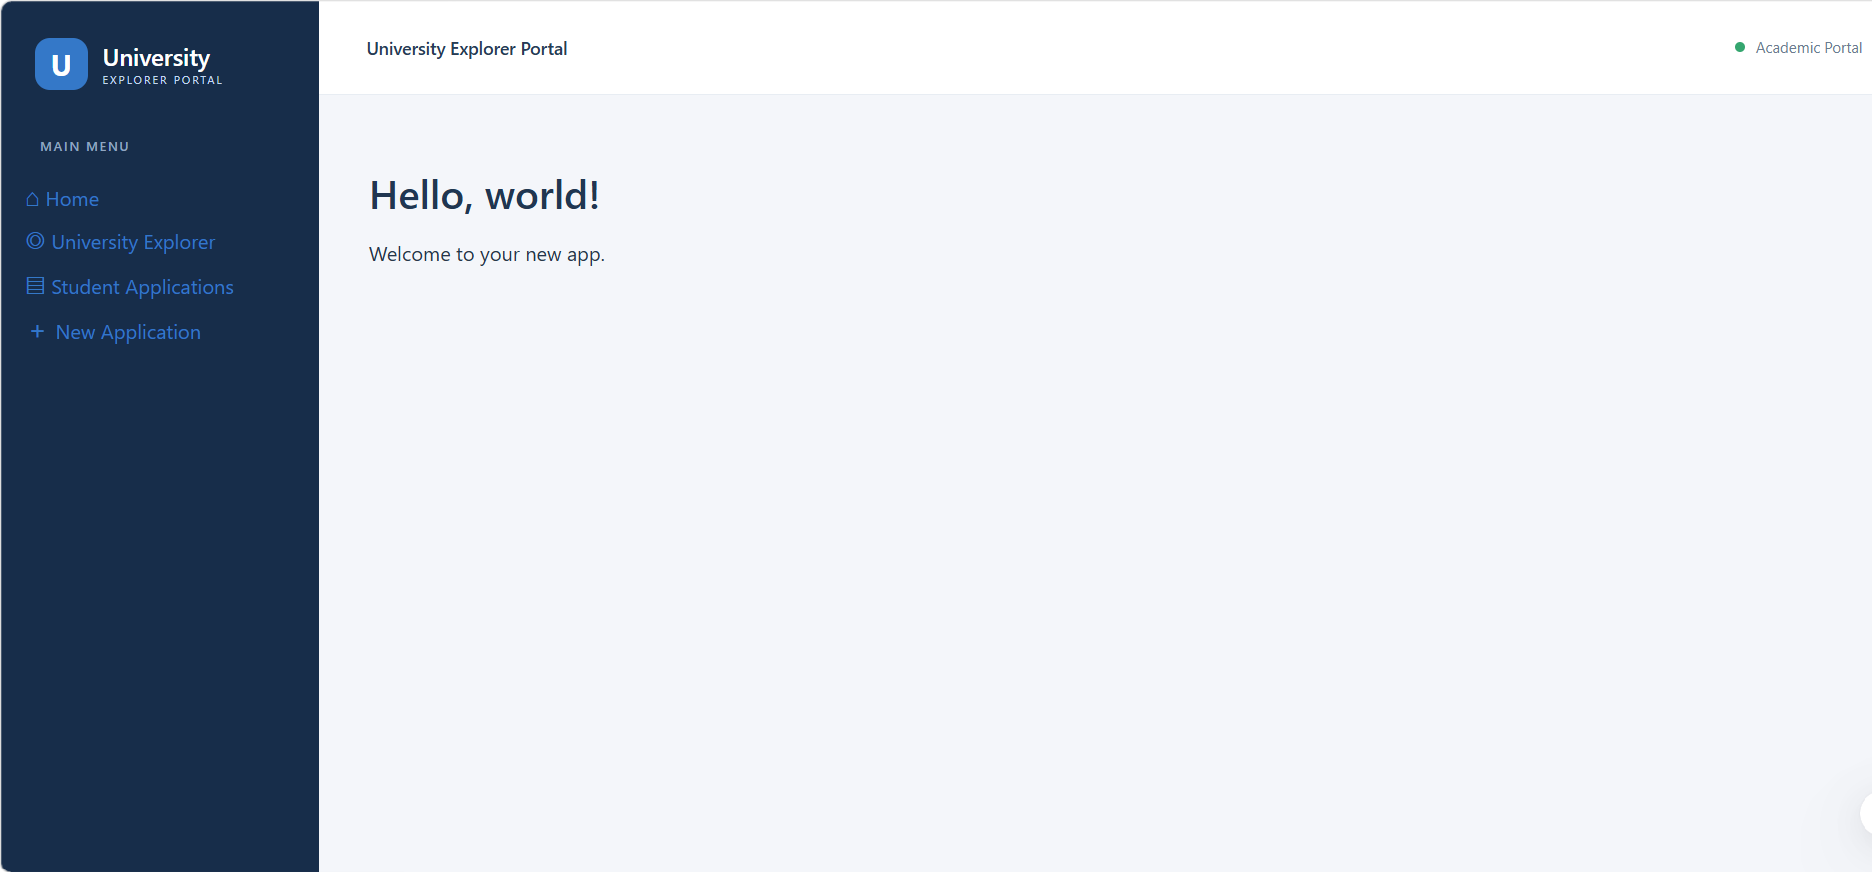 U
University
EXPLORER PORTAL
MAIN MENU
Home
University Explorer
Student Applications
+ New Application
University Explorer Portal
Academic Portal
Hello, world!
Welcome to your new app.